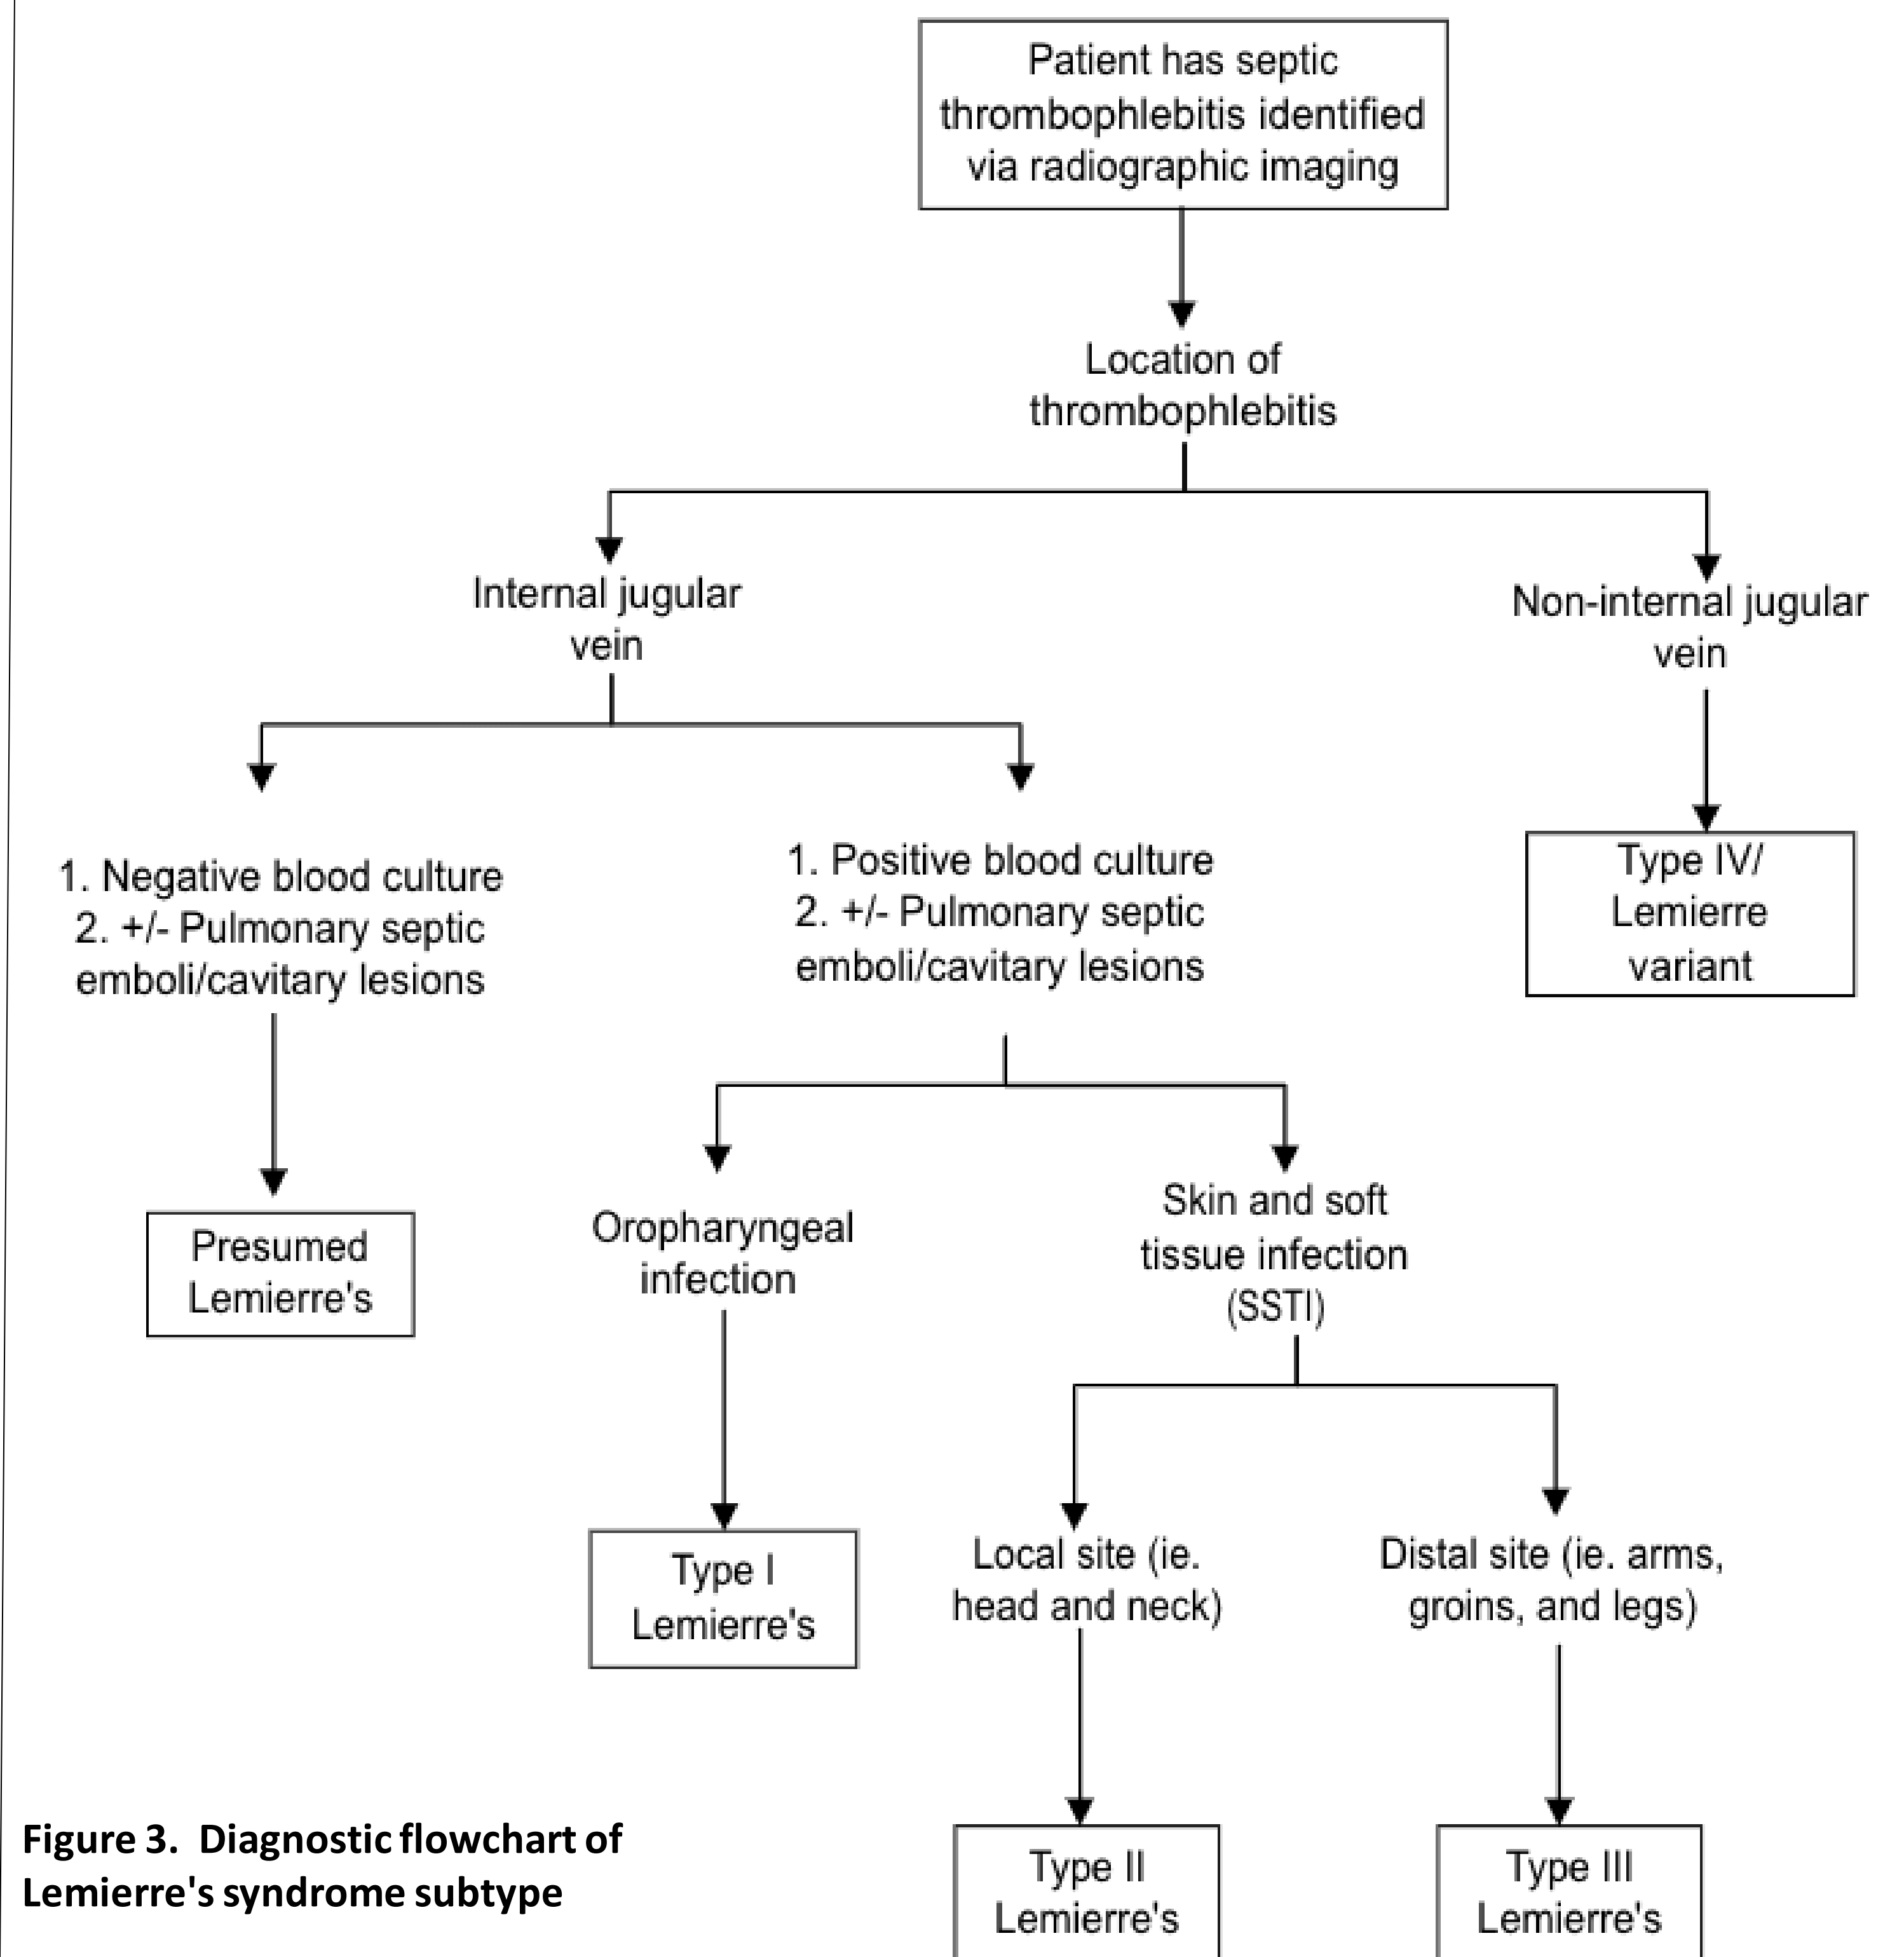 Patient has septic
thrombophlebitis identified
via radiographic imaging
Location of
thrombophlebitis
Internal jugular
vein
Non-internal jugular
vein
1. Negative blood culture
2. +/- Pulmonary septic
emboli/cavitary lesions
1. Positive blood culture
2. +/- Pulmonary septic
emboli/cavitary lesions
Type IV/
Lemierre
variant
Presumed
Lemierre's
Oropharyngeal
infection
Skin and soft
tissue infection
(SSTI)
Type I
Lemierre's
Local site (ie.
head and neck)
Distal site (ie. arms,
groins, and legs)
Type II
Lemierre's
Type III
Lemierre's
Figure 3. Diagnostic flowchart of
Lemierre's syndrome subtype